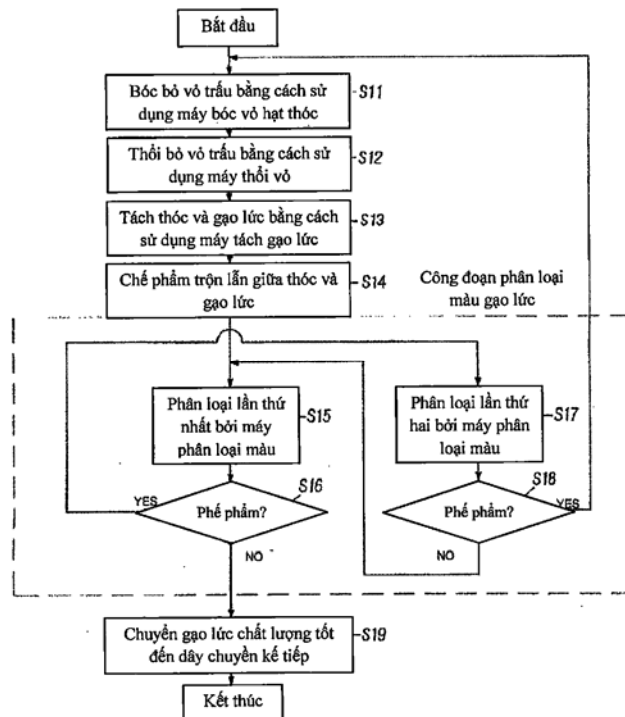 Bắt đầu
Bóc bỏ vỏ trấu bằng cách sử
dụng máy bóc vỏ hạt thóc
S11
Thổi bỏ vỏ trấu bằng cách sử
dụng máy thổi vỏ
S12
Tách thóc và gạo lức bằng cách
sử dụng máy tách gạo lức
S13
Chế phẩm trộn lẫn giữa thóc và
gạo lức
S14
Công đoạn phân loại
màu gạo lức
Phân loại lần thứ
nhất bởi máy
phân loại màu
S15
Phân loại lần thứ
hai bởi máy phân
loại màu
S17
Phế phẩm?
S16
YES
NO
Phế phẩm?
S18
YES
NO
Chuyển gạo lức chất lượng tốt
đến dây chuyền kế tiếp
S19
Kết thúc